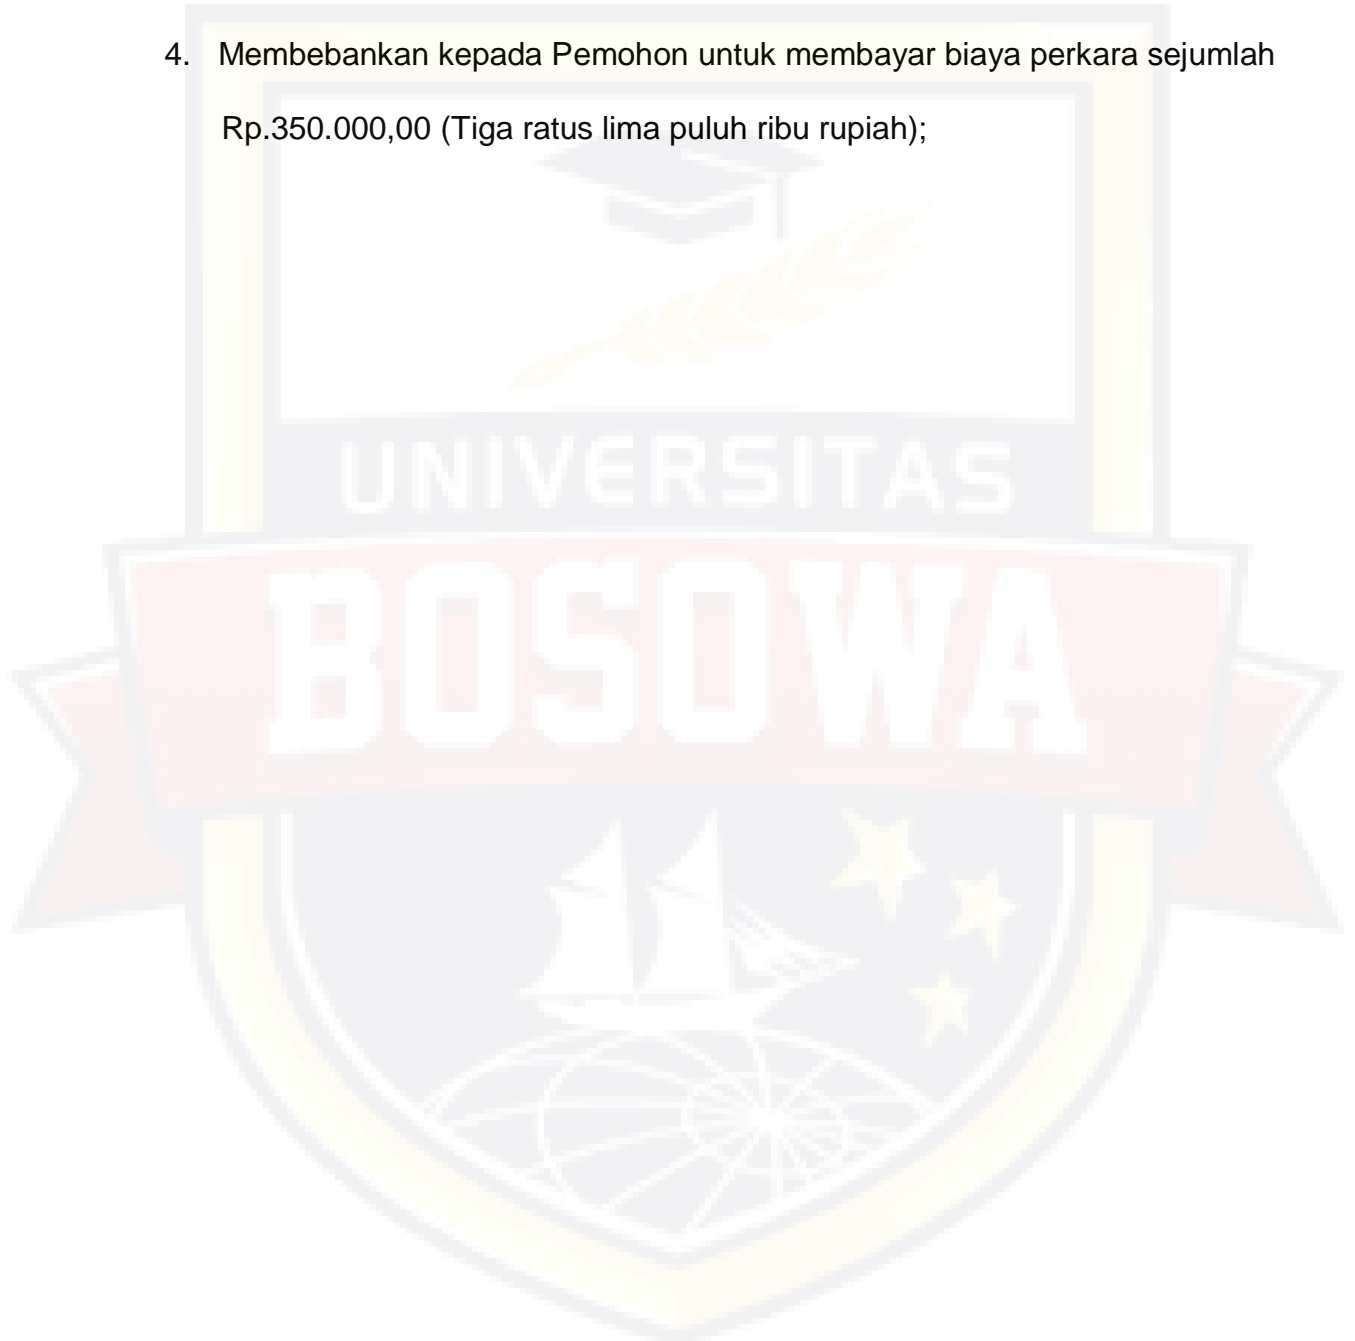 4. Membebankan kepada Pemohon untuk membayar biaya perkara sejumlah
Rp.350.000,00 (Tiga ratus lima puluh ribu rupiah);
UNIVERSITAS
BOSOWA